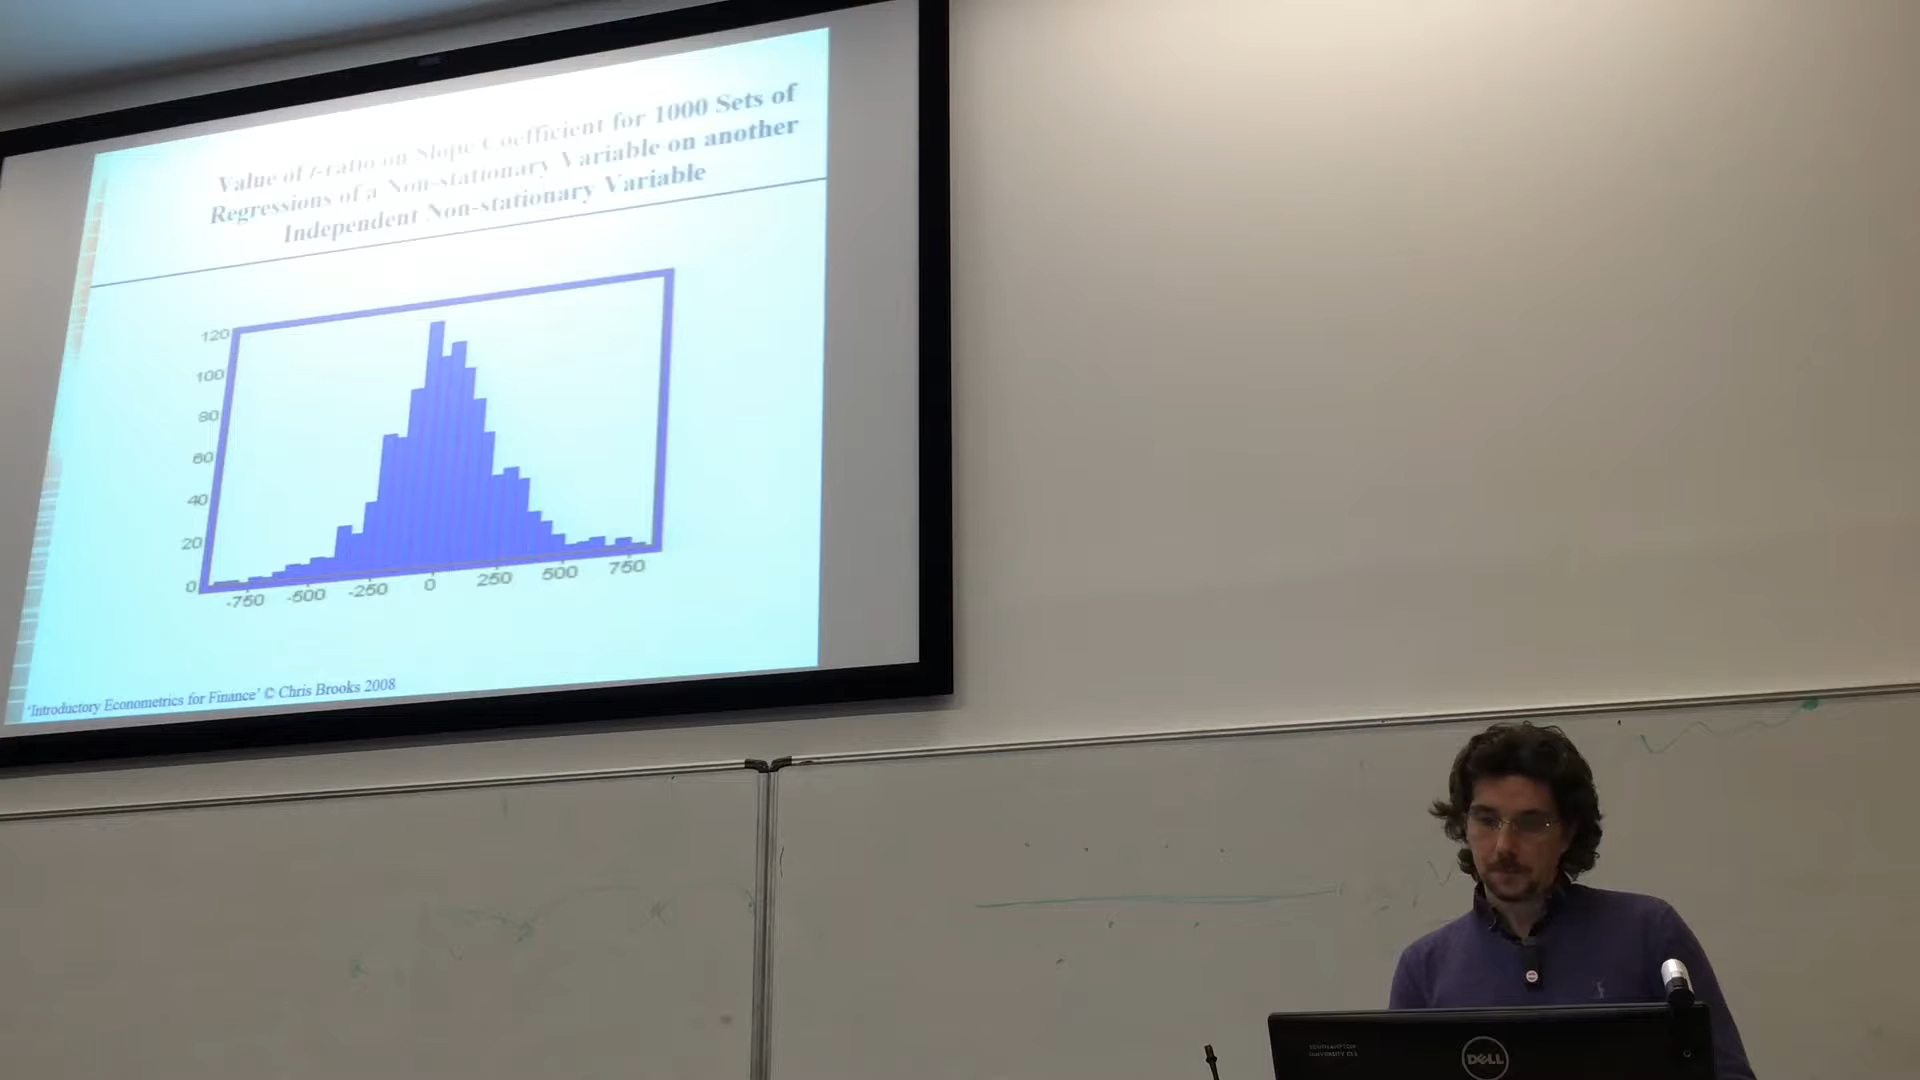 Value of t-ratio on Slope Coefficient for 1000 Sets of
Regressions of a Non-stationary Variable on another
Independent Non-stationary Variable
120
100
80
60
40
20
0
-750 -500 -250 0 250 500 750
'Introductory Econometrics for Finance' © Chris Brooks 2008
SOUTHAMPTON
UNIVERSITY
DELL